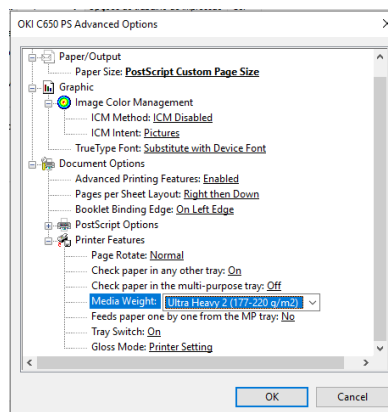 OKI C650 PS Advanced Options
Paper/Output
Paper Size: PostScript Custom Page Size
Graphic
Image Color Management
ICM Method: ICM Disabled
ICM Intent: Pictures
TrueType Font: Substitute with Device Font
Document Options
Advanced Printing Features: Enabled
Pages per Sheet Layout: Right then Down
Booklet Binding Edge: On Left Edge
PostScript Options
Printer Features
Page Rotate: Normal
Check paper in any other tray: On
Check paper in the multi-purpose tray: Off
Media Weight: Ultra Heavy 2 (177-220 g/m2)
Feeds paper one by one from the MP tray: No
Tray Switch: On
Gloss Mode: Printer Setting
OK
Cancel